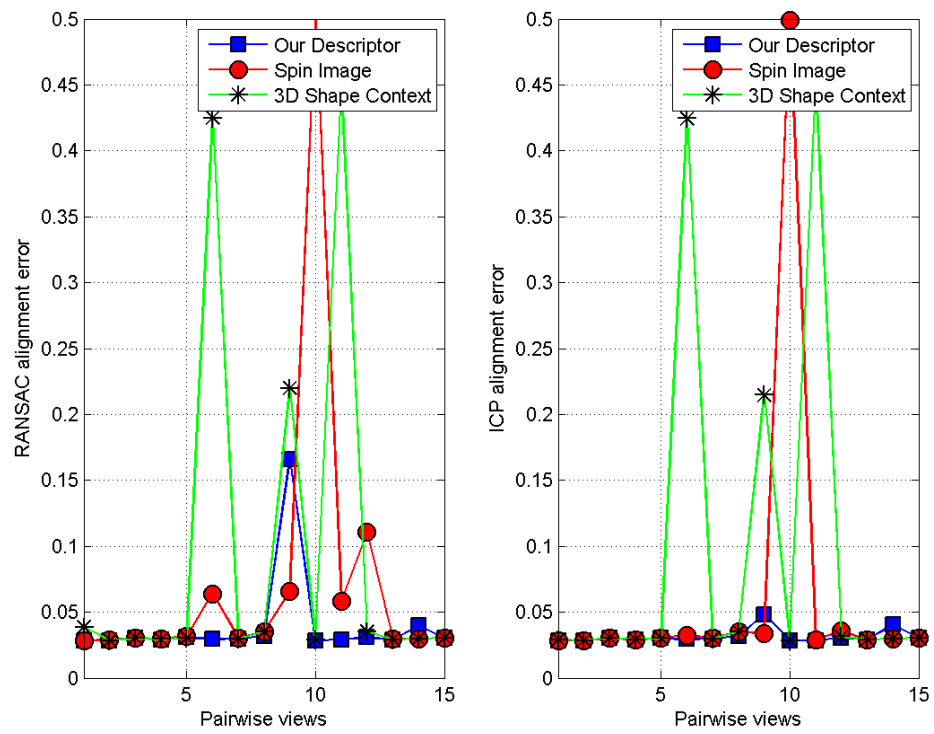 0.5
0.45
0.4
0.35
0.3
0.25
0.2
0.15
0.1
0.05
0
5
10
15
RANSAC alignment error
Pairwise views
Our Descriptor
Spin Image
3D Shape Context
0.5
0.45
0.4
0.35
0.3
0.25
0.2
0.15
0.1
0.05
0
5
10
15
ICP alignment error
Pairwise views
Our Descriptor
Spin Image
3D Shape Context